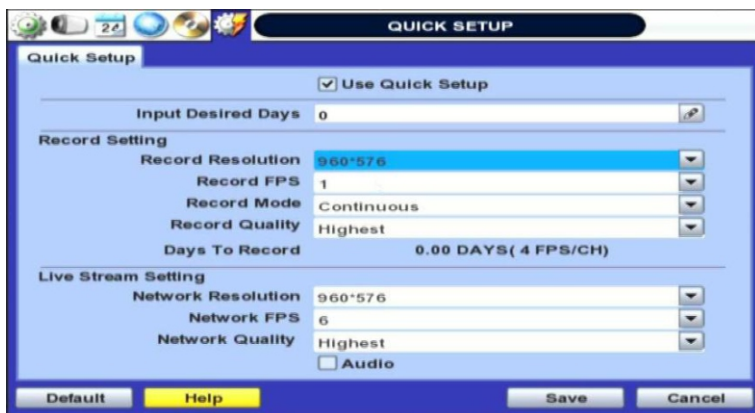 QUICK SETUP
Quick Setup
Use Quick Setup
Input Desired Days 0
Record Setting
Record Resolution 960*576
Record FPS 1
Record Mode Continuous
Record Quality Highest
Days To Record 0.00 DAYS( 4 FPS/CH)
Live Stream Setting
Network Resolution 960*576
Network FPS 6
Network Quality Highest
Audio
Default Help Save Cancel